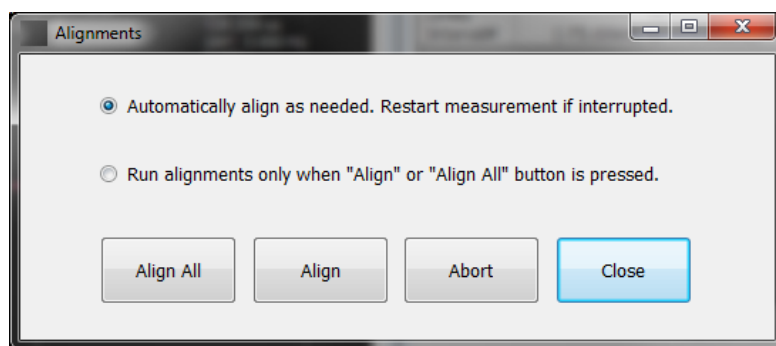 Alignments
Automatically align as needed. Restart measurement if interrupted.
Run alignments only when "Align" or "Align All" button is pressed.
Align All
Align
Abort
Close